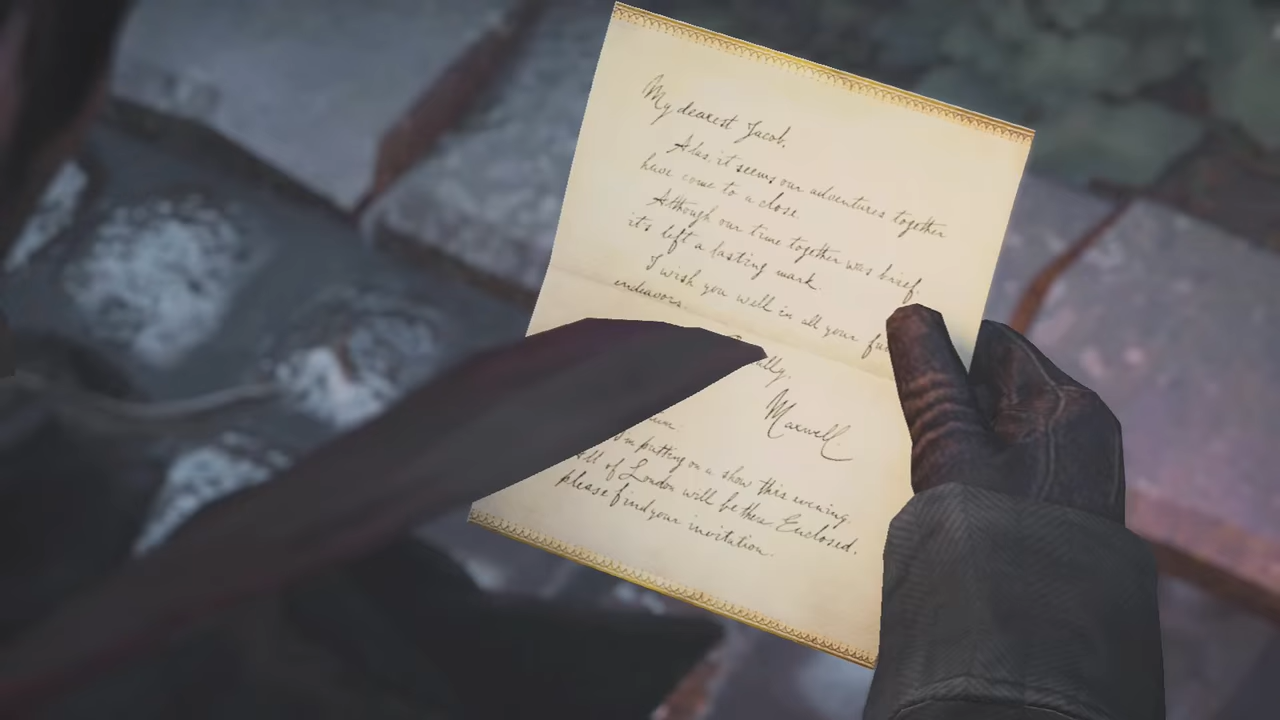 My dearest Jacob,
Alas, it seems our adventures together
have come to a close.
Although our time together was brief,
it's left a lasting mark.
I wish you well in all your
endeavors.
Maxwell
I'm putting on a show this evening.
All of London will be there. Enclosed,
please find your invitation.